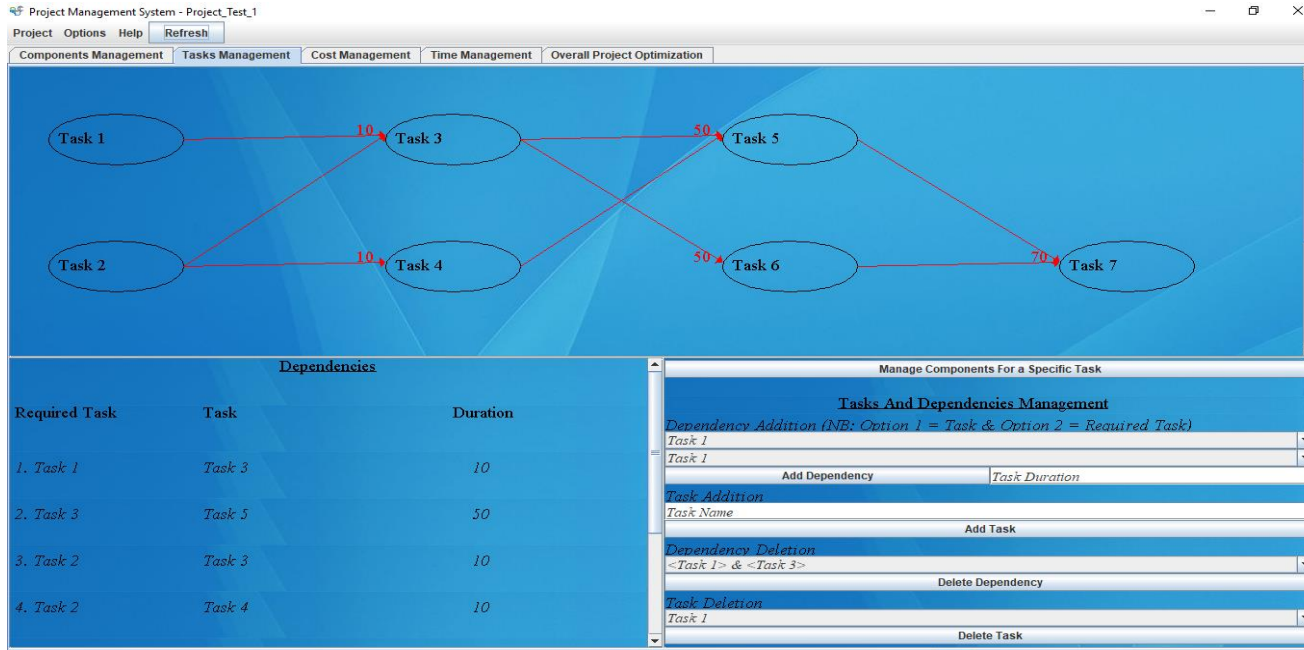 Project Management System - Project_Test_1
Project Options Help Refresh
Components Management Tasks Management Cost Management Time Management Overall Project Optimization
Task 1 10 Task 3 50 Task 5
Task 2 10 Task 4 50 Task 6 70 Task 7
Dependencies
Required Task Task Duration
1. Task 1 Task 3 10
2. Task 3 Task 5 50
3. Task 2 Task 3 10
4. Task 2 Task 4 10
Manage Components For a Specific Task
Tasks And Dependencies Management
Dependency Addition (NB: Option 1 = Task & Option 2 = Required Task)
Task 1
Task 1
Add Dependency Task Duration
Task Addition
Task Name
Add Task
Dependency Deletion
<Task 1> & <Task 3>
Delete Dependency
Task Deletion
Task 1
Delete Task